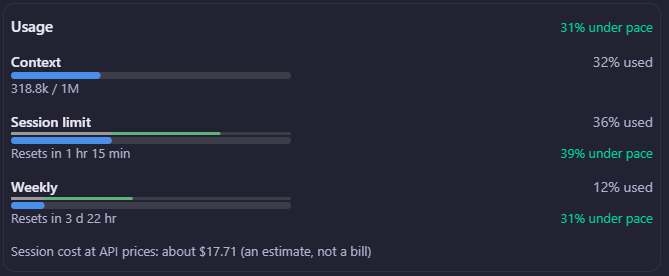 Usage 31% under pace
Context 32% used
318.8k / 1M
Session limit 36% used
Resets in 1 hr 15 min 39% under pace
Weekly 12% used
Resets in 3 d 22 hr 31% under pace
Session cost at API prices: about $17.71 (an estimate, not a bill)